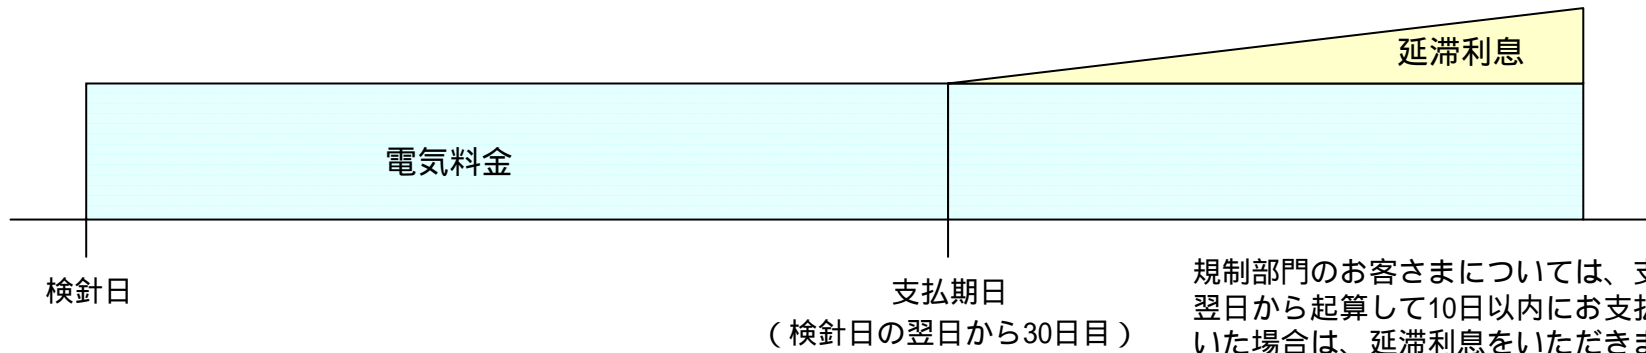 延滞利息
電気料金
検針日
支払期日
（検針日の翌日から30日目）
規制部門のお客さまについては、支
翌日から起算して10日以内にお支払
いた場合は、延滞利息をいただきま